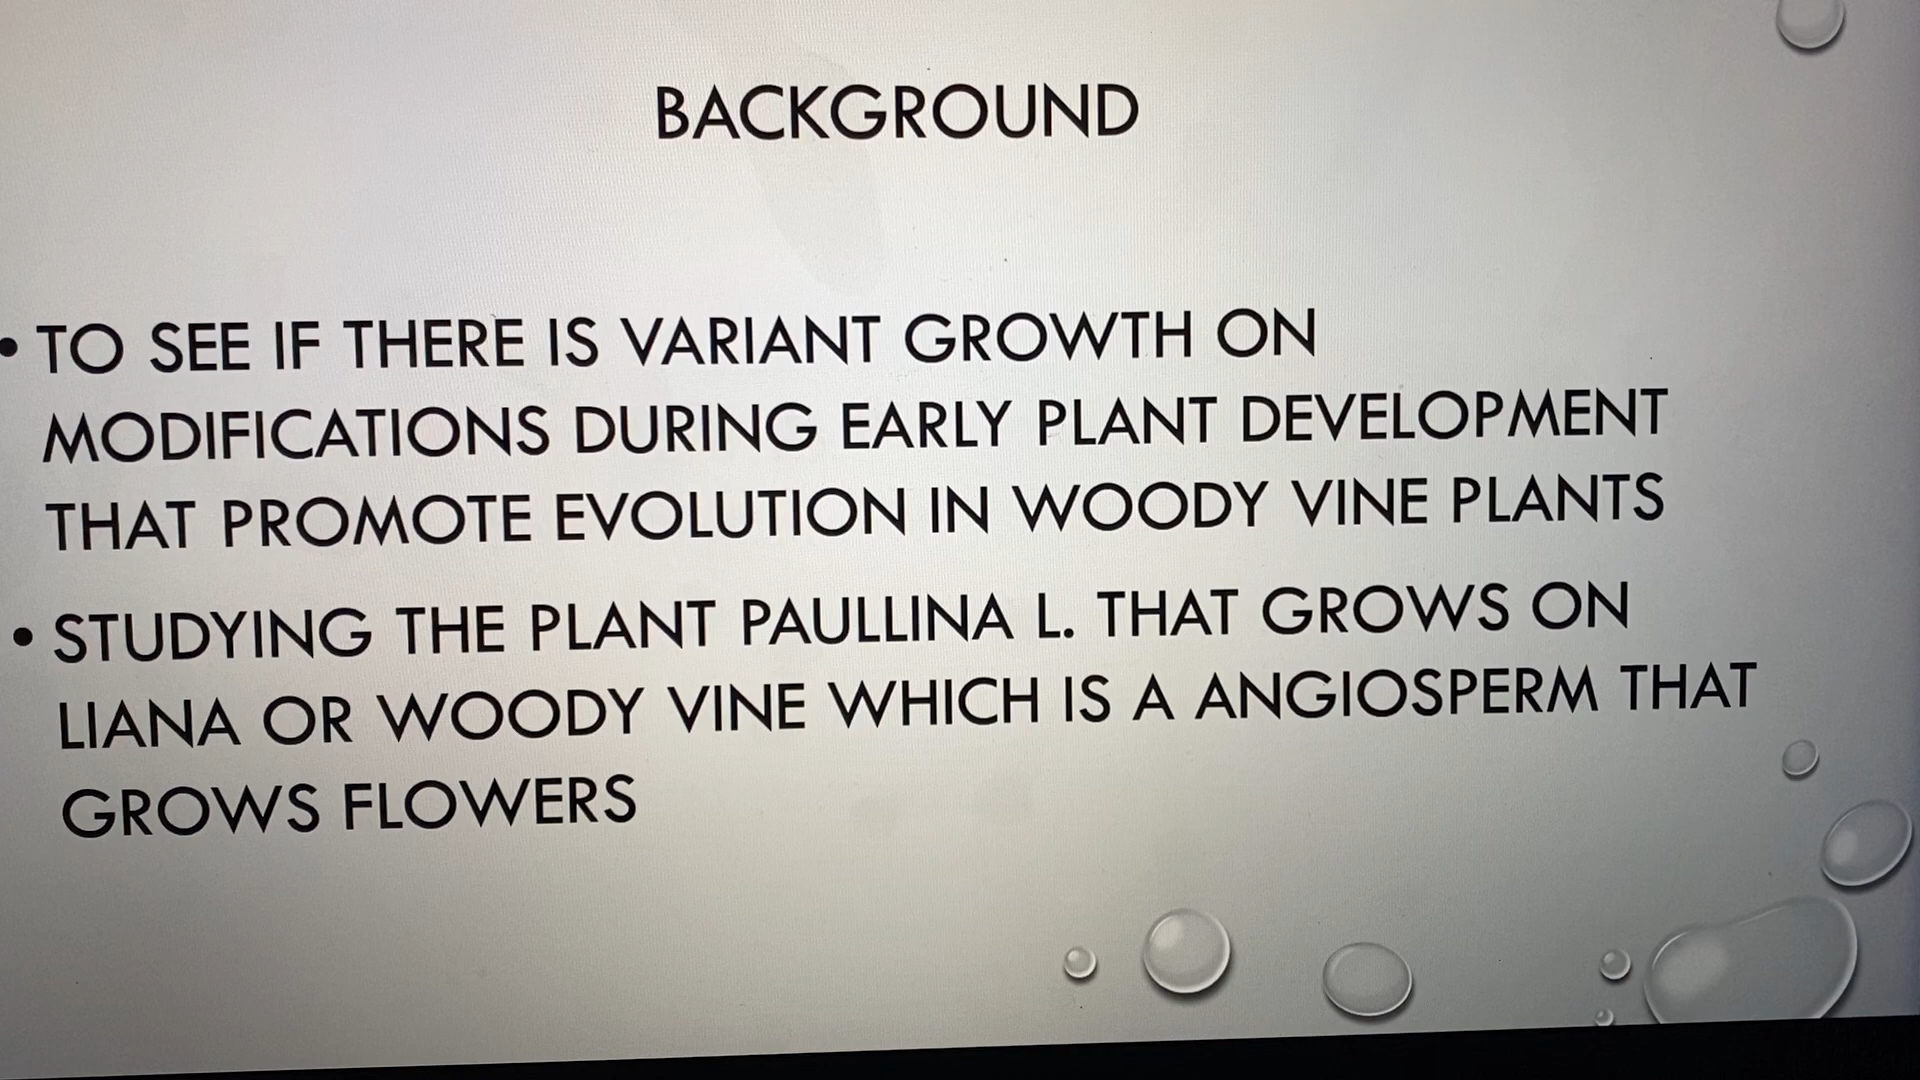 BACKGROUND
• TO SEE IF THERE IS VARIANT GROWTH ON
MODIFICATIONS DURING EARLY PLANT DEVELOPMENT
THAT PROMOTE EVOLUTION IN WOODY VINE PLANTS
• STUDYING THE PLANT PAULLINA L. THAT GROWS ON
LIANA OR WOODY VINE WHICH IS A ANGIOSPERM THAT
GROWS FLOWERS